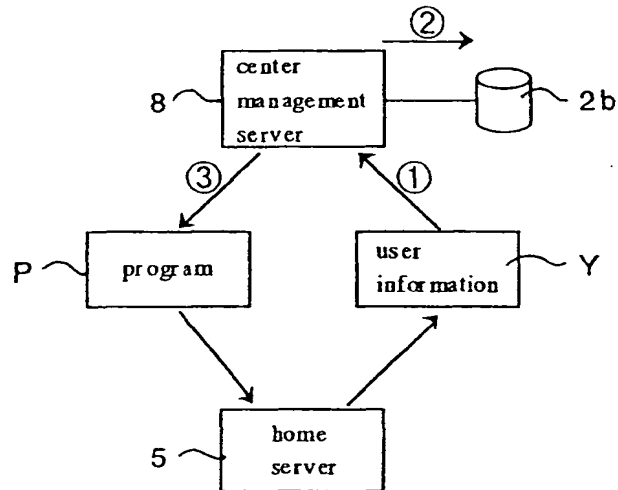 ②
center
management
server
8
2b
③
①
P
program
user
information
Y
5
home
server